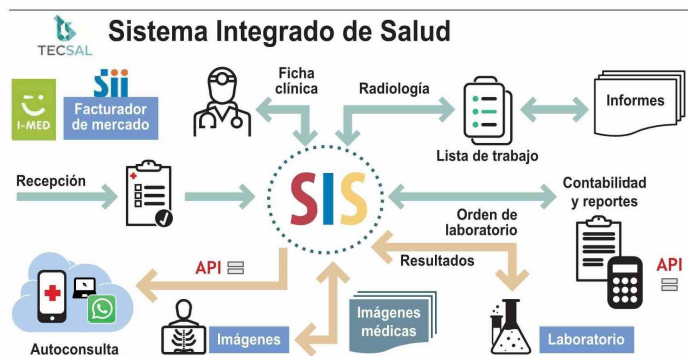 TECSAL
Sistema Integrado de Salud
I-MED
Sii
Facturador
de mercado
Ficha
clínica
Radiología
Lista de trabajo
Informes
Recepción
SIS
Contabilidad
y reportes
Orden de
laboratorio
Resultados
API
API
Autoconsulta
Imágenes
Imágenes
médicas
Laboratorio